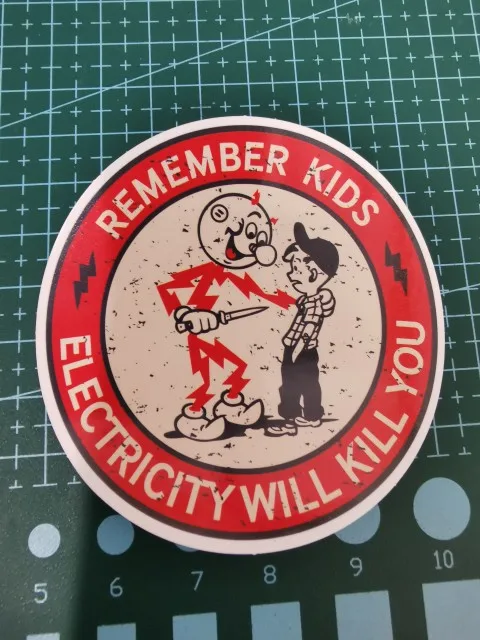 REMEMBER KIDS
ELECTRICITY WILL KILL YOU
5 6 7 8 9 10